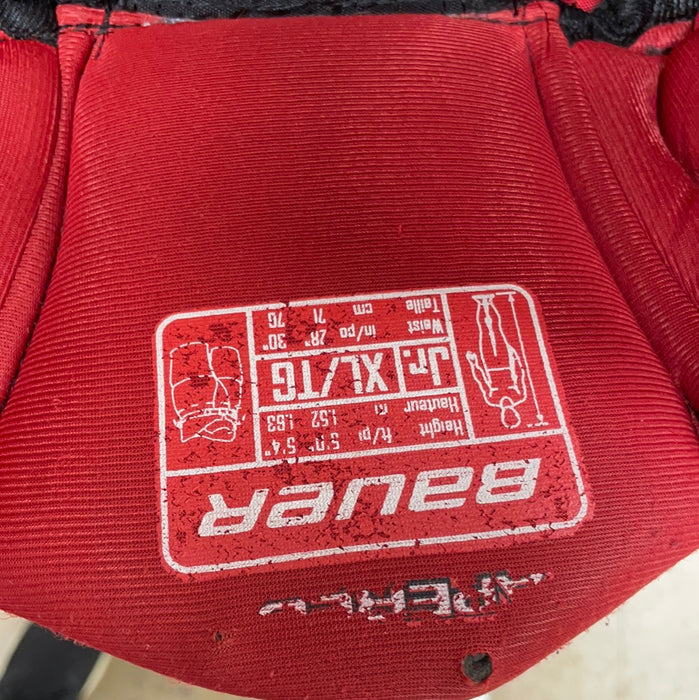 BAUER
Height ft/pi 5'0" 5'4"
Hauteur m 1.52 1.63
Jr. XL/TG
Waist in/po 28" 30"
Taille cm 71 76